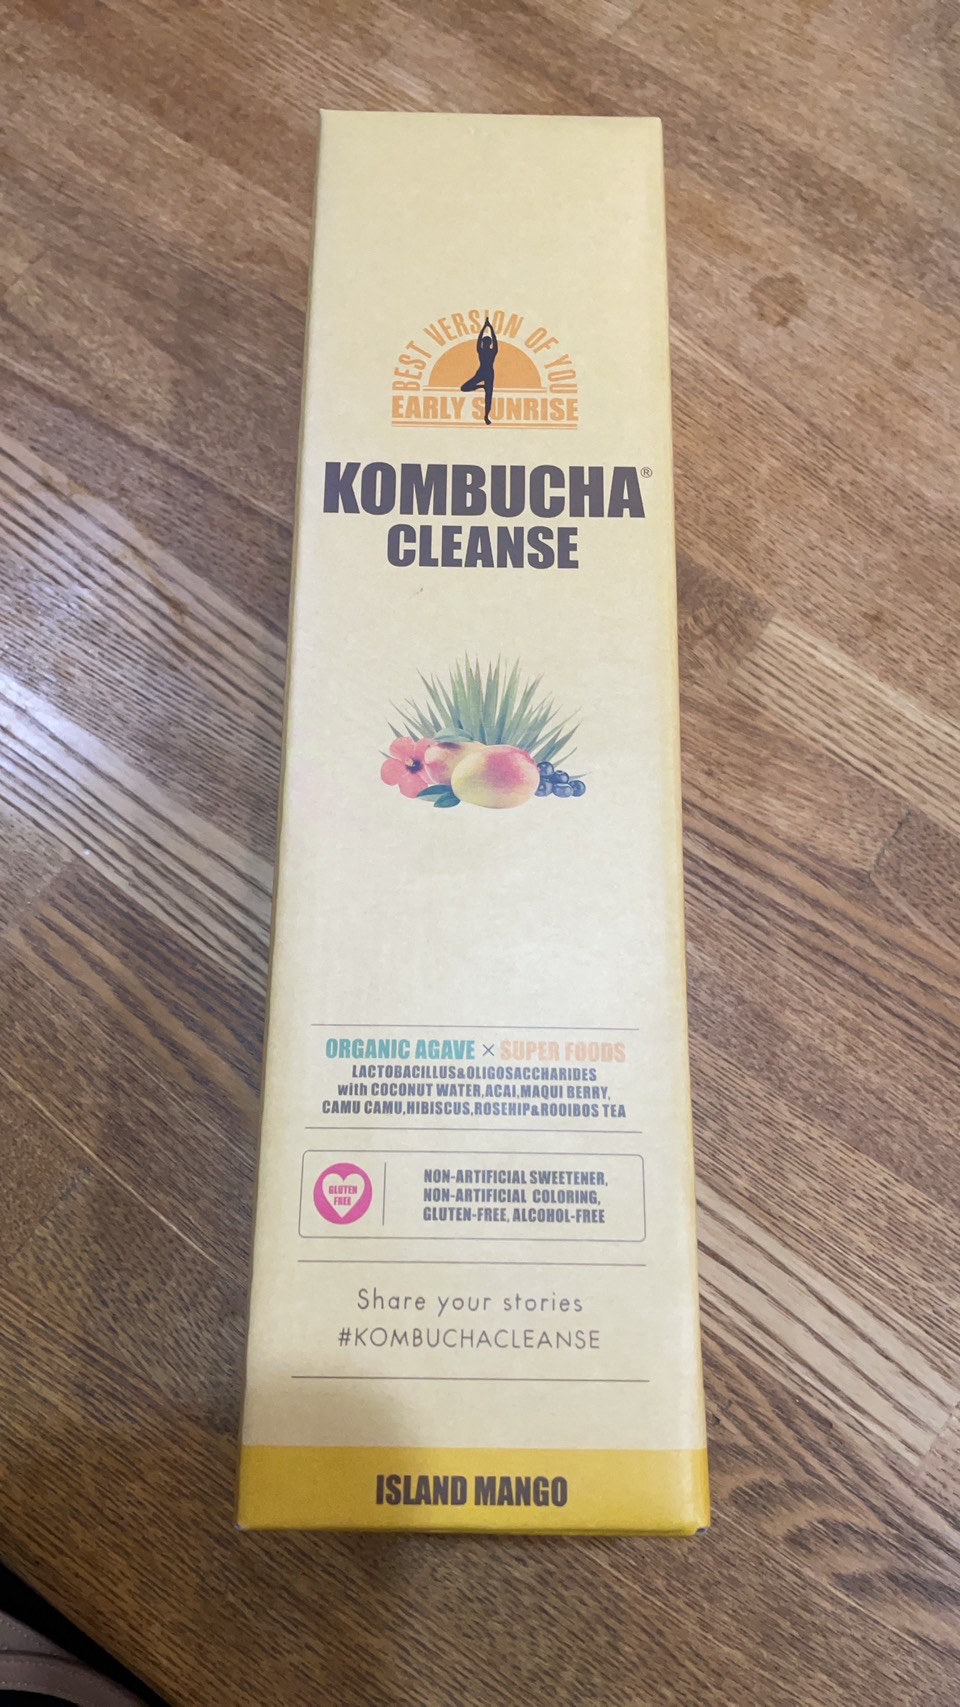 BEST VERSION OF YOU
EARLY SUNRISE
KOMBUCHA®
CLEANSE
ORGANIC AGAVE × SUPER FOODS
LACTOBACILLUS&OLIGOSACCHARIDES
with COCONUT WATER,ACAI,MAQUI BERRY,
CAMU CAMU,HIBISCUS,ROSEHIP&ROOIBOS TEA
GLUTEN
FREE
NON-ARTIFICIAL SWEETENER,
NON-ARTIFICIAL COLORING,
GLUTEN-FREE, ALCOHOL-FREE
Share your stories
#KOMBUCHACLEANSE
ISLAND MANGO